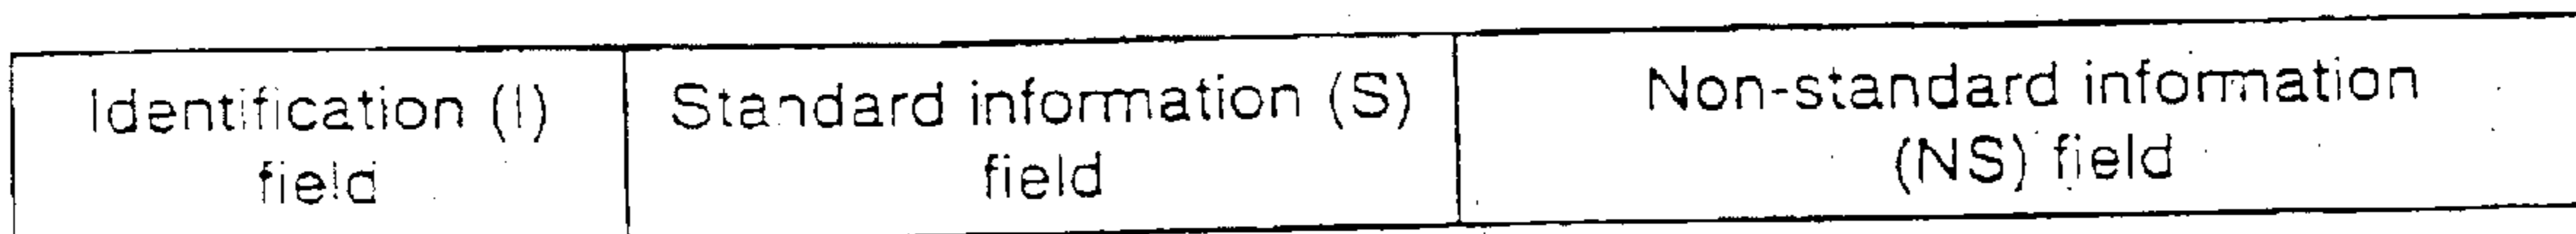 Identification (I)
field
Standard information (S)
field
Non-standard information
(NS) field